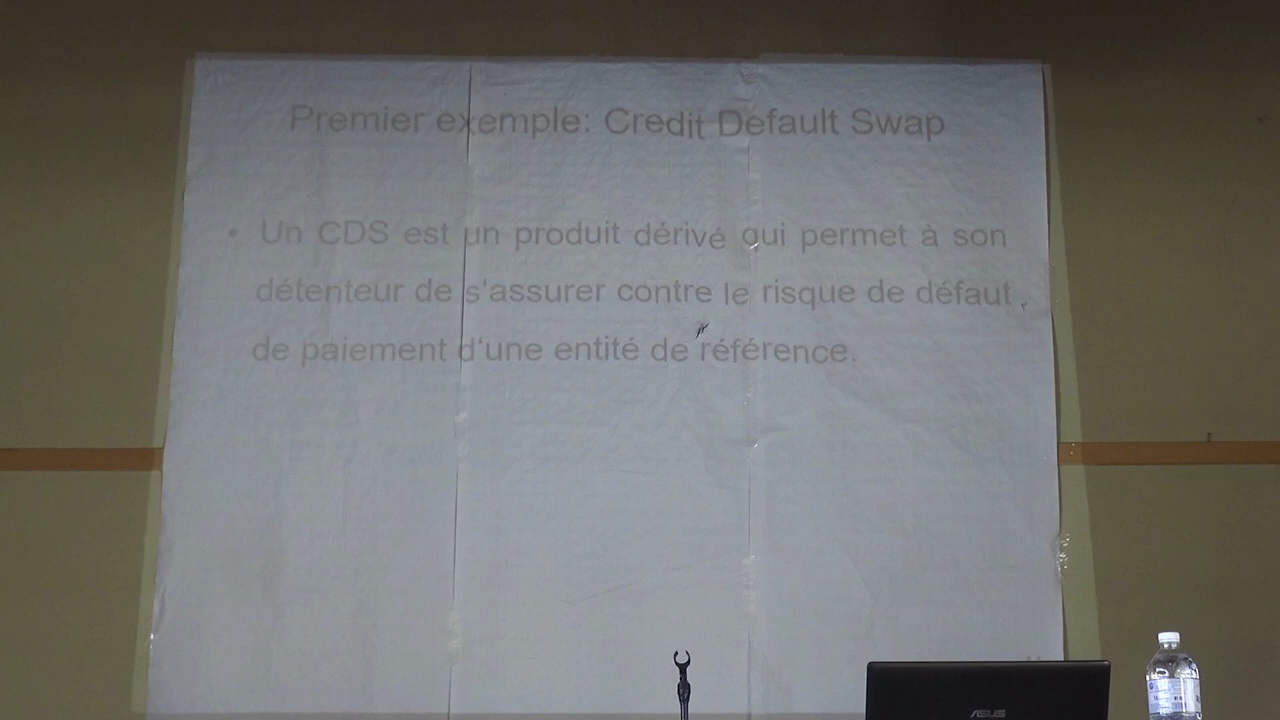 Premier exemple: Credit Default Swap
• Un CDS est un produit dérivé qui permet à son
détenteur de s'assurer contre le risque de défaut
de paiement d'une entité de référence.
ASUS